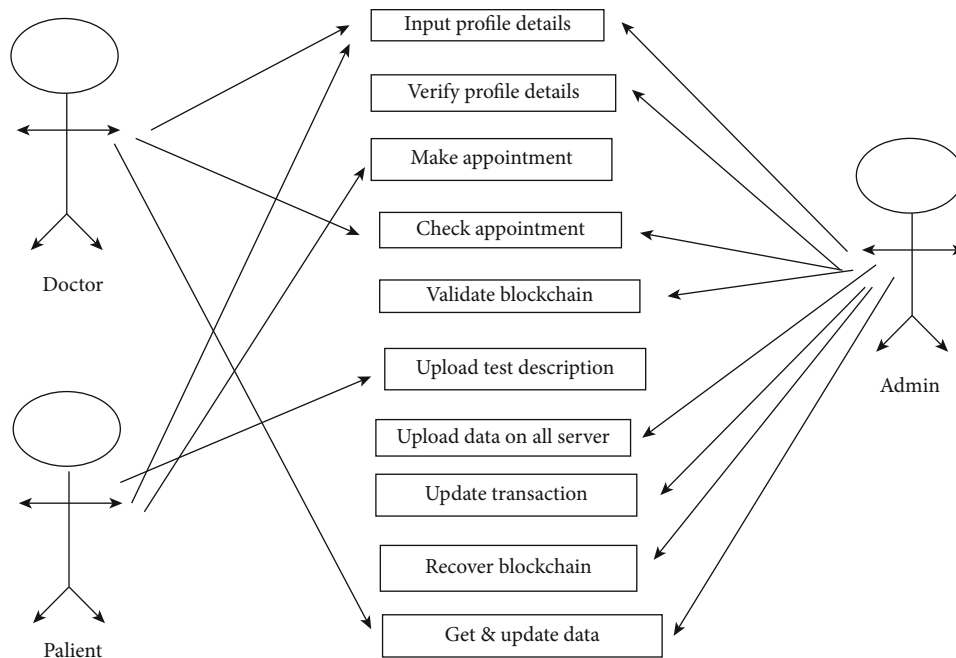 Input profile details
Verify profile details
Make appointment
Check appointment
Doctor
Validate blockchain
Upload test description
Admin
Upload data on all server
Update transaction
Recover blockchain
Get & update data
Palient